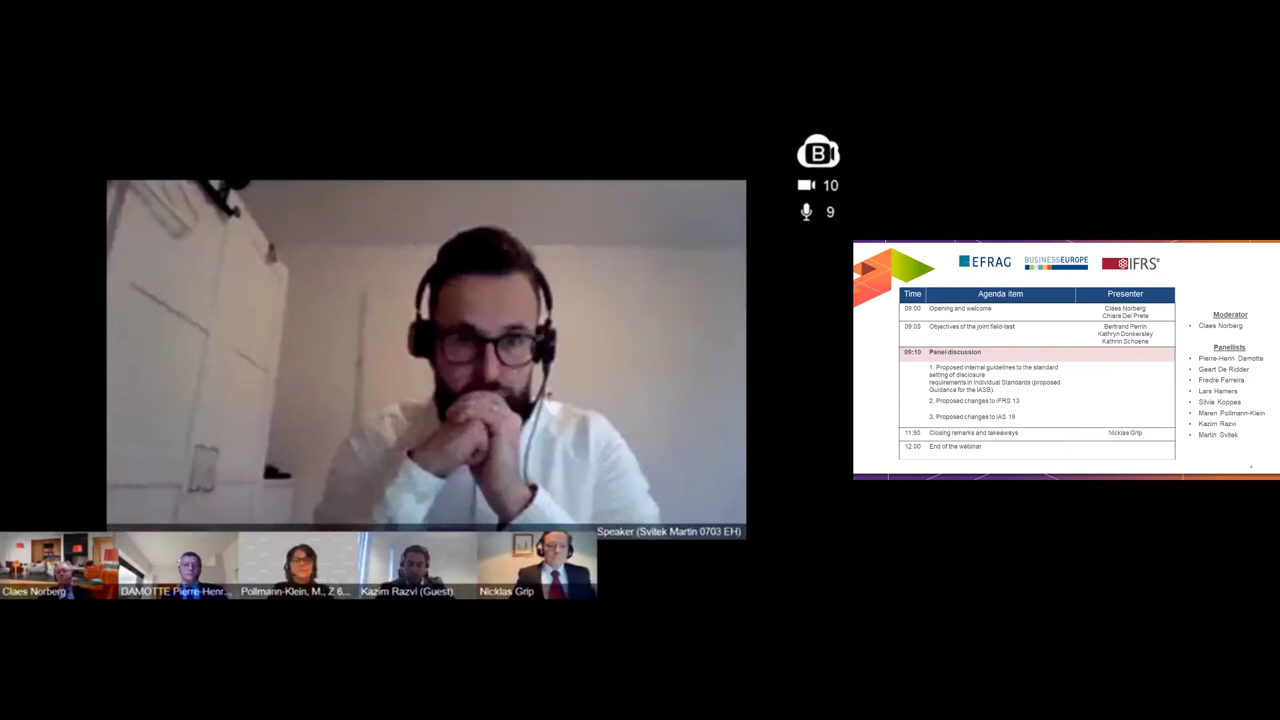 B
10
9
EFRAG
BUSINESSEUROPE
IFRS®
Time Agenda item Presenter
09:00 Opening and welcome Claes Norberg
Chiara Del Prete
09:03 Objectives of the joint field-test Bertrand Perrin
Kathryn Donkersley
Kathrin Schoene
09:10 Panel discussion
1. Proposed internal guidelines to the standard
setting of disclosure
requirements in individual Standards (proposed
Guidance for the IASB).
2. Proposed changes to IFRS 13
3. Proposed changes to IAS 19
11:50 Closing remarks and takeaways Nicklas Grip
12:00 End of the webinar
Moderator
• Claes Norberg
Panellists
• Pierre-Henri Damotte
• Geert De Ridder
• Fredre Ferreira
• Lars Hamers
• Silvie Koppes
• Maren Pollmann-Klein
• Kazim Razvi
• Martin Svitek
Speaker (Svitek Martin 0703 EH)
Claes Norberg
DAMOTTE Pierre-Henr...
Pollmann-Klein, M., Z 6...
Kazim Razvi (Guest)
Nicklas Grip